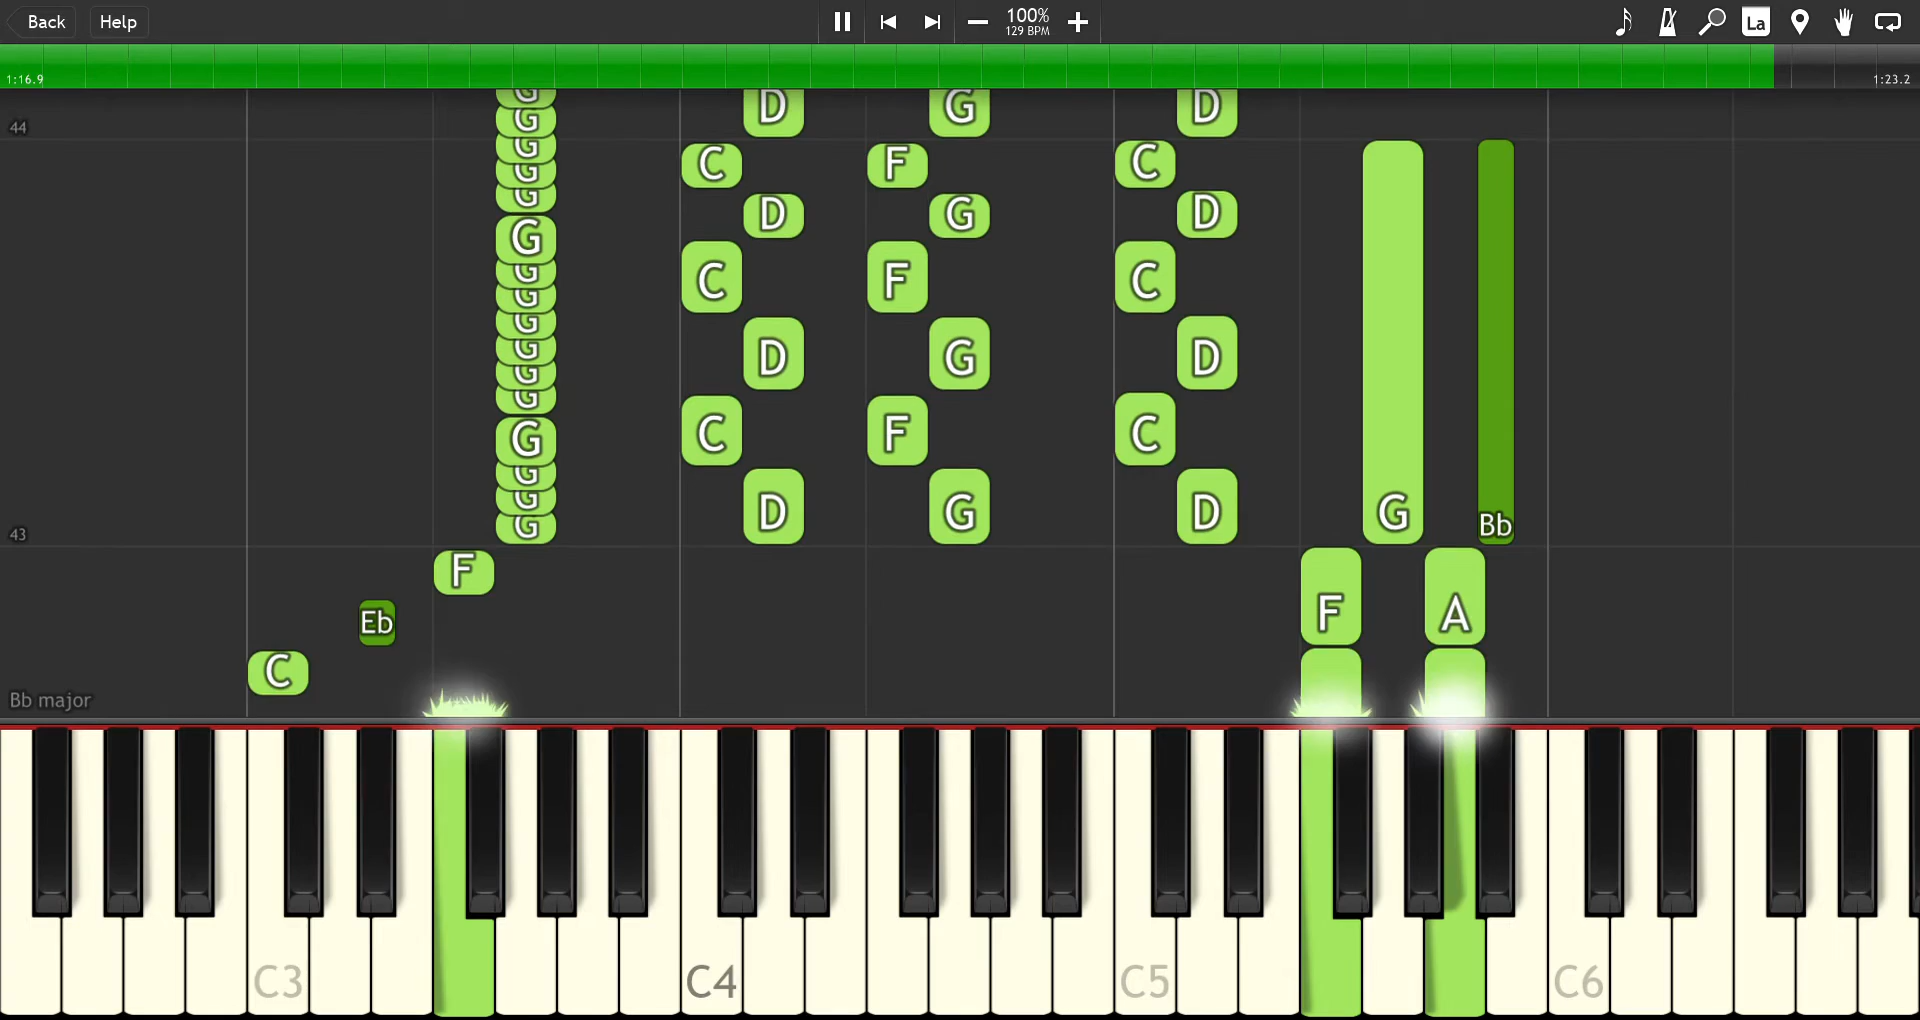 Back Help 100% La
129 BPM
1:16.9 1:23.2
G
G D G D
44
G
C F C
G
G
D G D
G
G
C F C
G
G
G
D G D
G
G
C F C
G
G
G
D G D G
G Bb
43
F
F A
Eb
C
Bb major
C3 C4 C5 C6